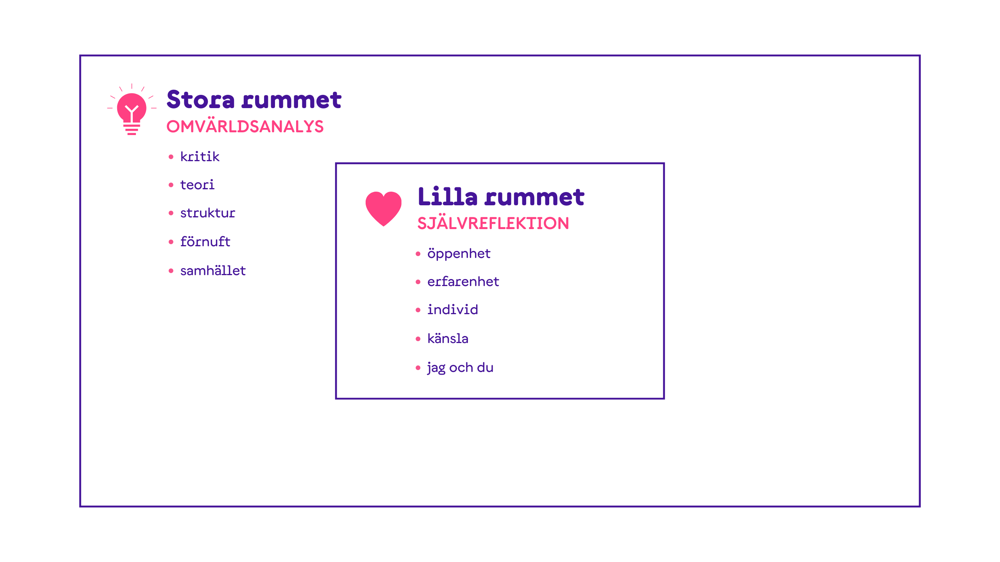 Stora rummet
OMVÄRLDSANALYS
• kritik
• teori
• struktur
• förnuft
• samhället
Lilla rummet
SJÄLVREFLEKTION
• öppenhet
• erfarenhet
• individ
• känsla
• jag och du